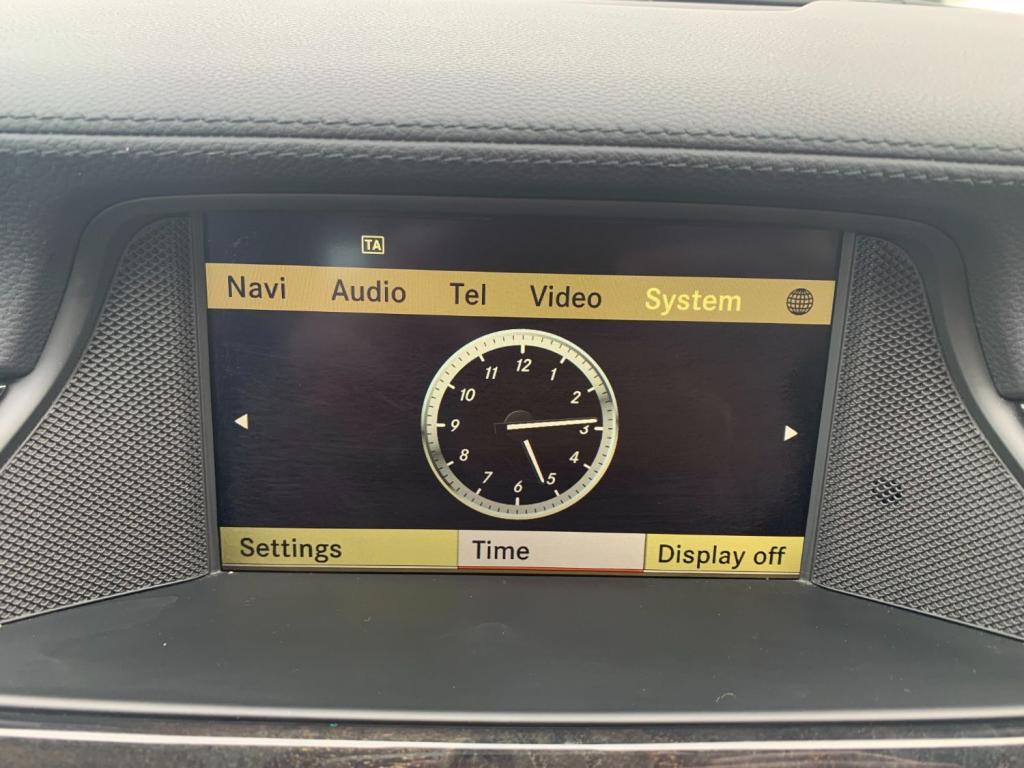 TA
Navi Audio Tel Video System
12
11 1
10 2
9 3
8 4
7 5
6
Settings Time Display off